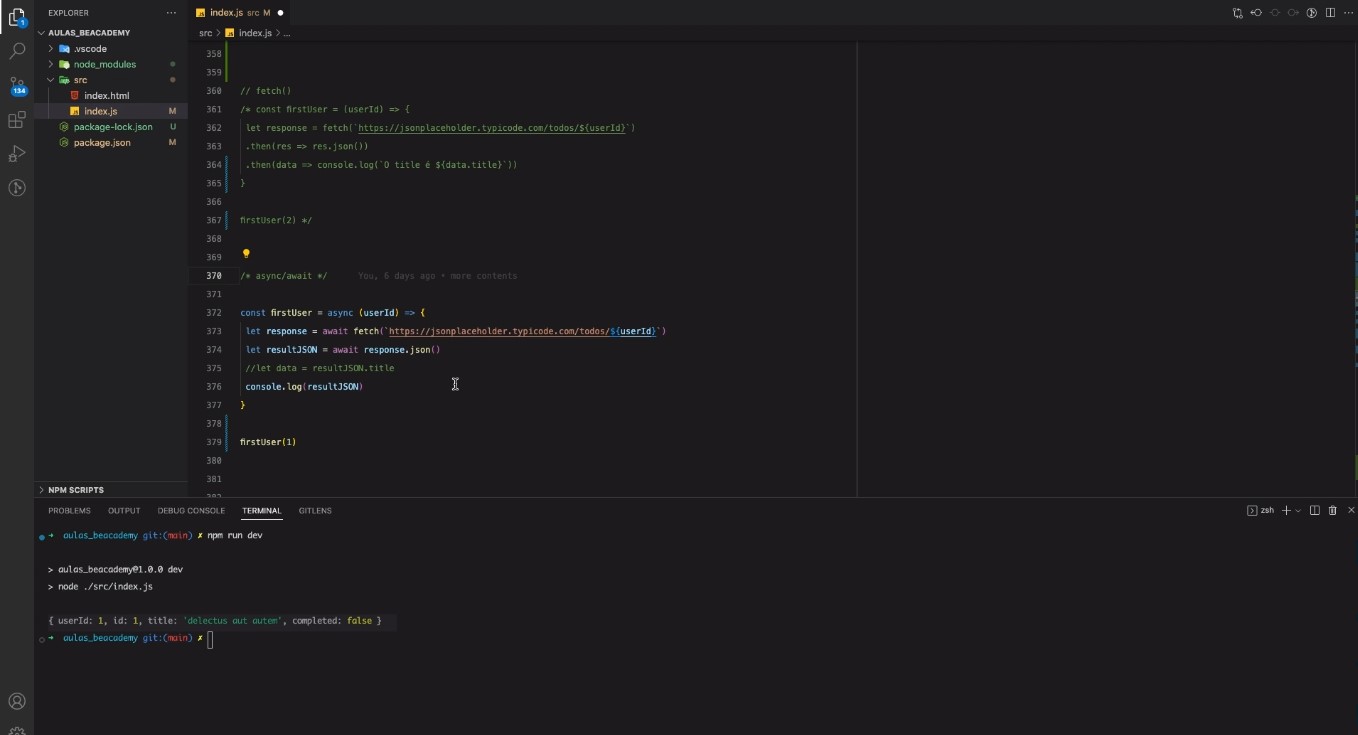 EXPLORER
index.js src M
AULAS_BEACADEMY
src > index.js > ...
.vscode
node_modules
src
index.html
index.js M
package-lock.json U
package.json M
1
134
NPM SCRIPTS
358
359
360 // fetch()
361 /* const firstUser = (userId) => {
362 let response = fetch(`https://jsonplaceholder.typicode.com/todos/${userId}`)
363 .then(res => res.json())
364 .then(data => console.log(`O title é ${data.title}`))
365 }
366
367 firstUser(2) */
368
369
370 /* async/await */ You, 6 days ago • more contents
371
372 const firstUser = async (userId) => {
373 let response = await fetch(`https://jsonplaceholder.typicode.com/todos/${userId}`)
374 let resultJSON = await response.json()
375 //let data = resultJSON.title
376 console.log(resultJSON)
377 }
378
379 firstUser(1)
380
381
PROBLEMS OUTPUT DEBUG CONSOLE TERMINAL GITLENS zsh
➜ aulas_beacademy git:(main) ✗ npm run dev
> aulas_beacademy@1.0.0 dev
> node ./src/index.js
{ userId: 1, id: 1, title: 'delectus aut autem', completed: false }
➜ aulas_beacademy git:(main) ✗